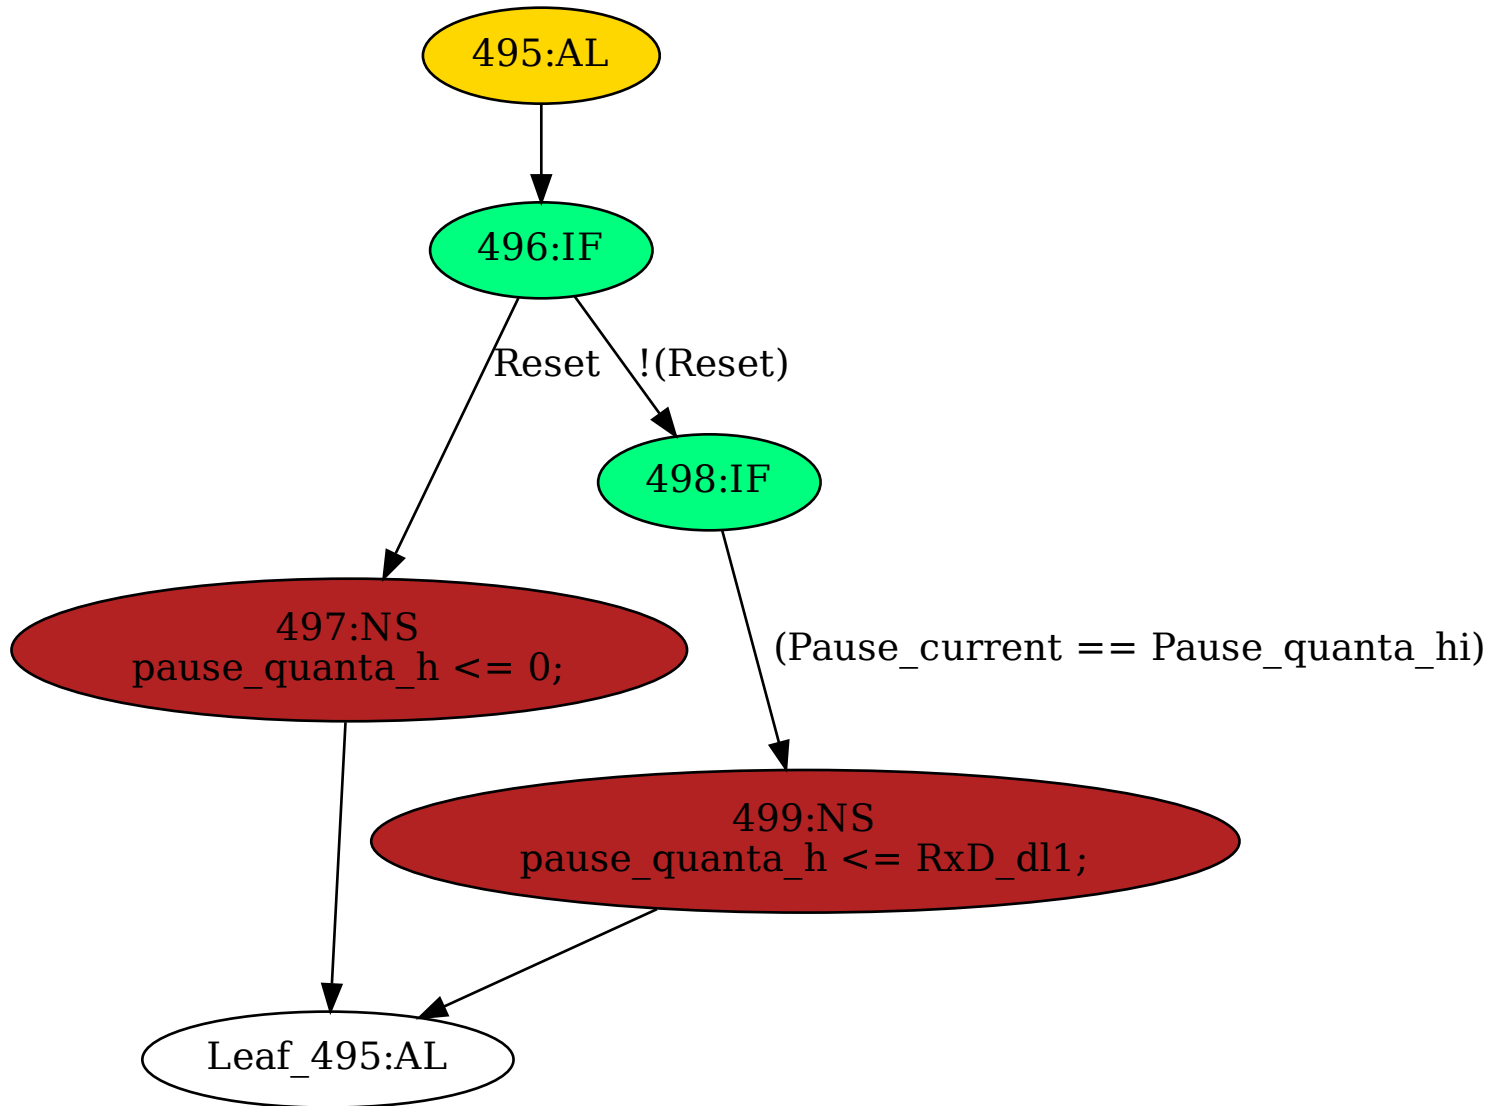 495:AL
496:IF
Reset
!(Reset)
498:IF
497:NS
pause_quanta_h <= 0;
(Pause_current == Pause_quanta_hi)
499:NS
pause_quanta_h <= RxD_dl1;
Leaf_495:AL